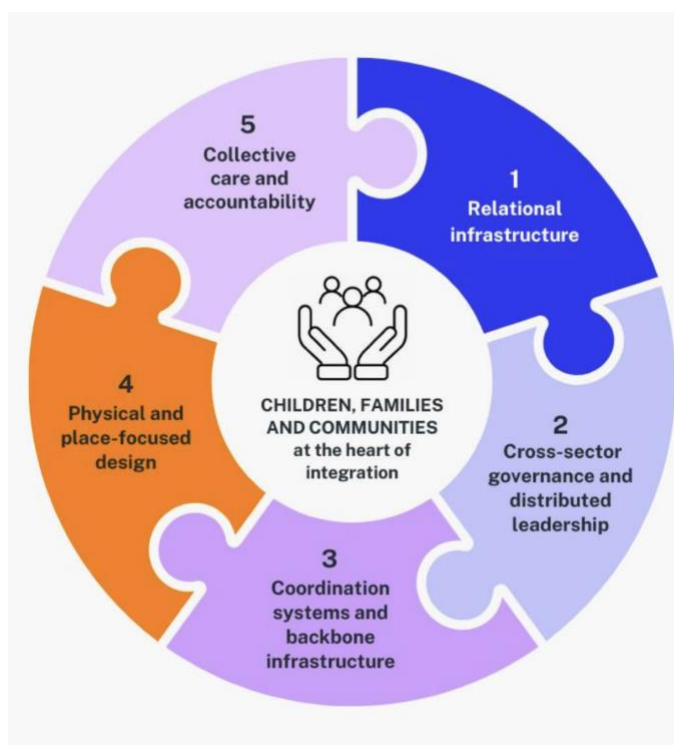 1
Relational
infrastructure
2
Cross-sector
governance and
distributed
leadership
3
Coordination
systems and
backbone
infrastructure
4
Physical and
place-focused
design
5
Collective
care and
accountability
CHILDREN, FAMILIES
AND COMMUNITIES
at the heart of
integration